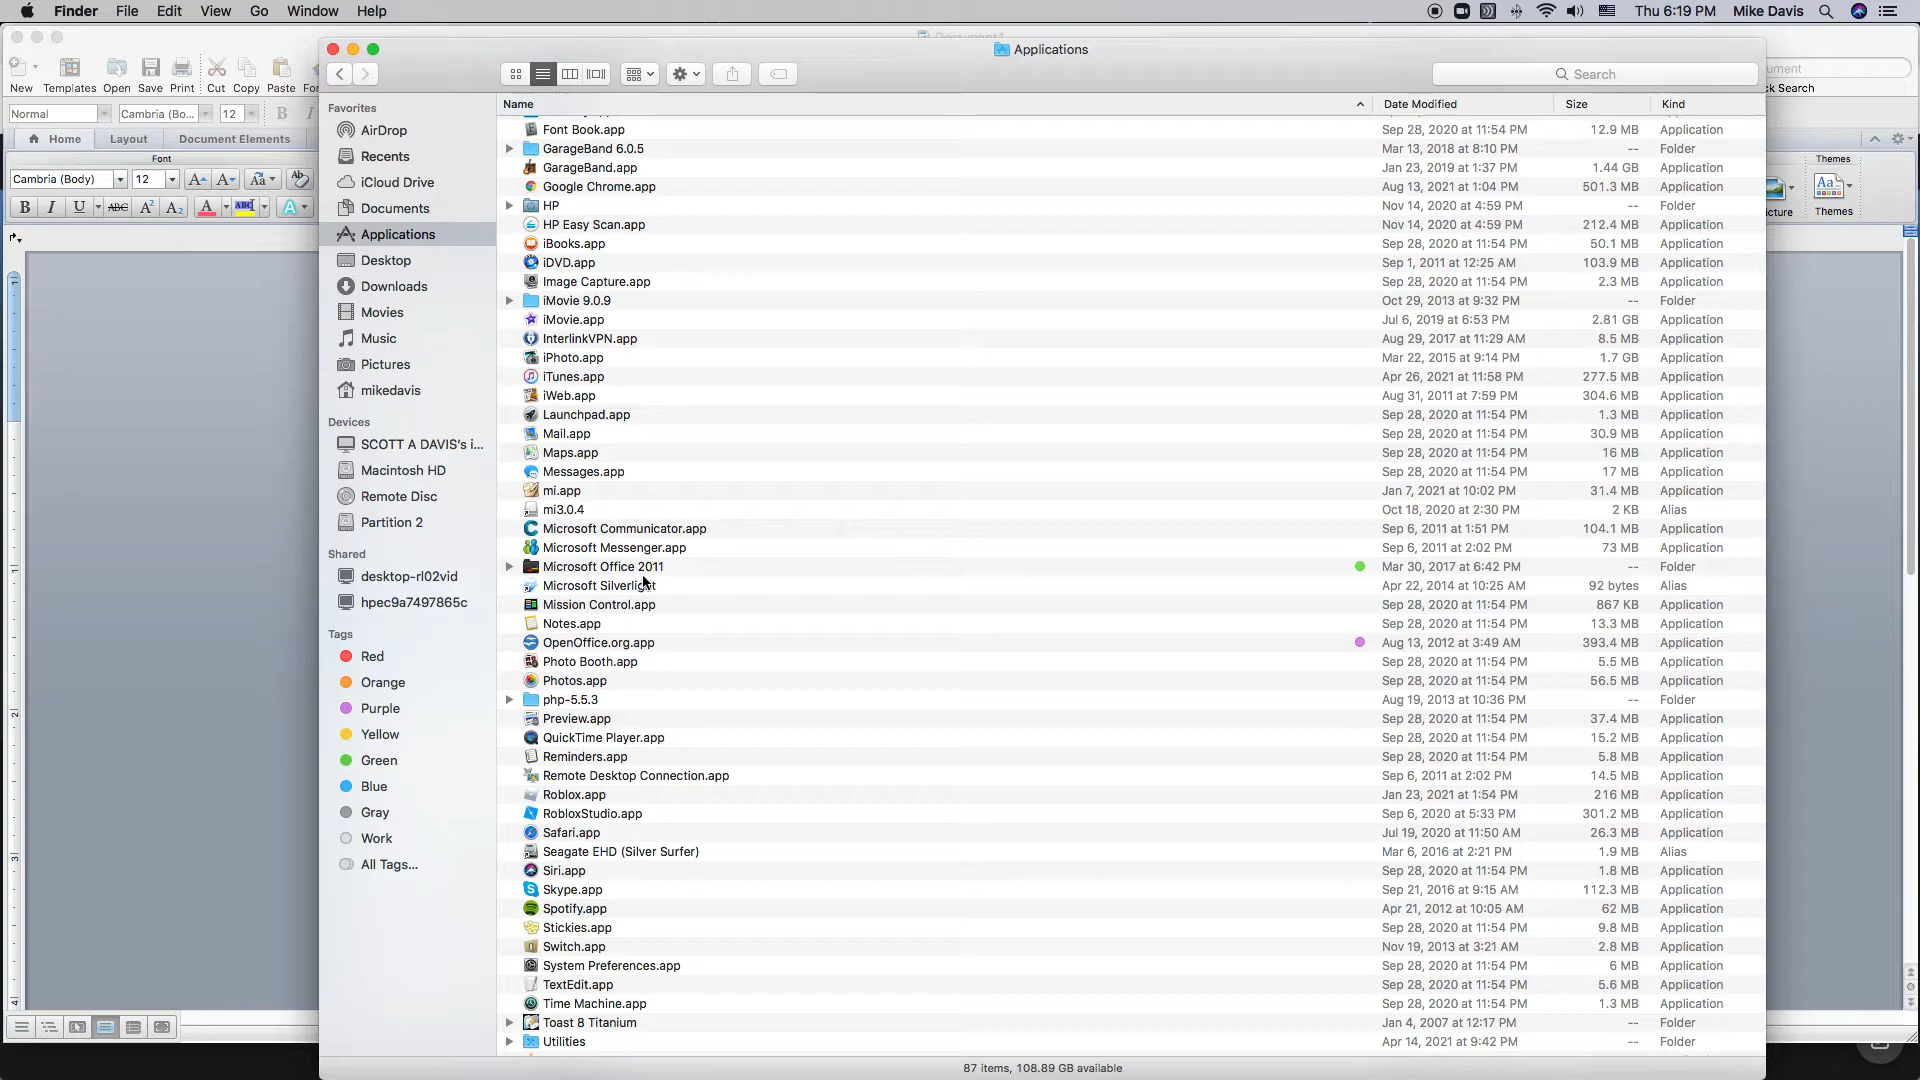 Finder File Edit View Go Window Help Thu 6:19 PM Mike Davis
Applications
Search
New Templates Open Save Print Cut Copy Paste
Normal Cambria (Bo... 12
Home Layout Document Elements
Font
Cambria (Body) 12
Themes
Themes
Favorites
AirDrop
Recents
iCloud Drive
Documents
Applications
Desktop
Downloads
Movies
Music
Pictures
mikedavis
Devices
SCOTT A DAVIS's i...
Macintosh HD
Remote Disc
Partition 2
Shared
desktop-rl02vid
hpec9a7497865c
Tags
Red
Orange
Purple
Yellow
Green
Blue
Gray
Work
All Tags...
Name Date Modified Size Kind
Font Book.app Sep 28, 2020 at 11:54 PM 12.9 MB Application
GarageBand 6.0.5 Mar 13, 2018 at 8:10 PM -- Folder
GarageBand.app Jan 23, 2019 at 1:37 PM 1.44 GB Application
Google Chrome.app Aug 13, 2021 at 1:04 PM 501.3 MB Application
HP Nov 14, 2020 at 4:59 PM -- Folder
HP Easy Scan.app Nov 14, 2020 at 4:59 PM 212.4 MB Application
iBooks.app Sep 28, 2020 at 11:54 PM 50.1 MB Application
iDVD.app Sep 1, 2011 at 12:25 AM 103.9 MB Application
Image Capture.app Sep 28, 2020 at 11:54 PM 2.3 MB Application
iMovie 9.0.9 Oct 29, 2013 at 9:32 PM -- Folder
iMovie.app Jul 6, 2019 at 6:53 PM 2.81 GB Application
InterlinkVPN.app Aug 29, 2017 at 11:29 AM 8.5 MB Application
iPhoto.app Mar 22, 2015 at 9:14 PM 1.7 GB Application
iTunes.app Apr 26, 2021 at 11:58 PM 277.5 MB Application
iWeb.app Aug 31, 2011 at 7:59 PM 304.6 MB Application
Launchpad.app Sep 28, 2020 at 11:54 PM 1.3 MB Application
Mail.app Sep 28, 2020 at 11:54 PM 30.9 MB Application
Maps.app Sep 28, 2020 at 11:54 PM 16 MB Application
Messages.app Sep 28, 2020 at 11:54 PM 17 MB Application
mi.app Jan 7, 2021 at 10:02 PM 31.4 MB Application
mi3.0.4 Oct 18, 2020 at 2:30 PM 2 KB Alias
Microsoft Communicator.app Sep 6, 2011 at 1:51 PM 104.1 MB Application
Microsoft Messenger.app Sep 6, 2011 at 2:02 PM 73 MB Application
Microsoft Office 2011 Mar 30, 2017 at 6:42 PM -- Folder
Microsoft Silverlight Apr 22, 2014 at 10:25 AM 92 bytes Alias
Mission Control.app Sep 28, 2020 at 11:54 PM 867 KB Application
Notes.app Sep 28, 2020 at 11:54 PM 13.3 MB Application
OpenOffice.org.app Aug 13, 2012 at 3:49 AM 393.4 MB Application
Photo Booth.app Sep 28, 2020 at 11:54 PM 5.5 MB Application
Photos.app Sep 28, 2020 at 11:54 PM 56.5 MB Application
php-5.5.3 Aug 19, 2013 at 10:36 PM -- Folder
Preview.app Sep 28, 2020 at 11:54 PM 37.4 MB Application
QuickTime Player.app Sep 28, 2020 at 11:54 PM 15.2 MB Application
Reminders.app Sep 28, 2020 at 11:54 PM 5.8 MB Application
Remote Desktop Connection.app Sep 6, 2011 at 2:02 PM 14.5 MB Application
Roblox.app Jan 23, 2021 at 1:54 PM 216 MB Application
RobloxStudio.app Sep 6, 2020 at 5:33 PM 301.2 MB Application
Safari.app Jul 19, 2020 at 11:50 AM 26.3 MB Application
Seagate EHD (Silver Surfer) Mar 6, 2016 at 2:21 PM 1.9 MB Alias
Siri.app Sep 28, 2020 at 11:54 PM 1.8 MB Application
Skype.app Sep 21, 2016 at 9:15 AM 112.3 MB Application
Spotify.app Apr 21, 2012 at 10:05 AM 62 MB Application
Stickies.app Sep 28, 2020 at 11:54 PM 9.8 MB Application
Switch.app Nov 19, 2013 at 3:21 AM 2.8 MB Application
System Preferences.app Sep 28, 2020 at 11:54 PM 6 MB Application
TextEdit.app Sep 28, 2020 at 11:54 PM 5.6 MB Application
Time Machine.app Sep 28, 2020 at 11:54 PM 1.3 MB Application
Toast 8 Titanium Jan 4, 2007 at 12:17 PM -- Folder
Utilities Apr 14, 2021 at 9:42 PM -- Folder
87 items, 108.89 GB available